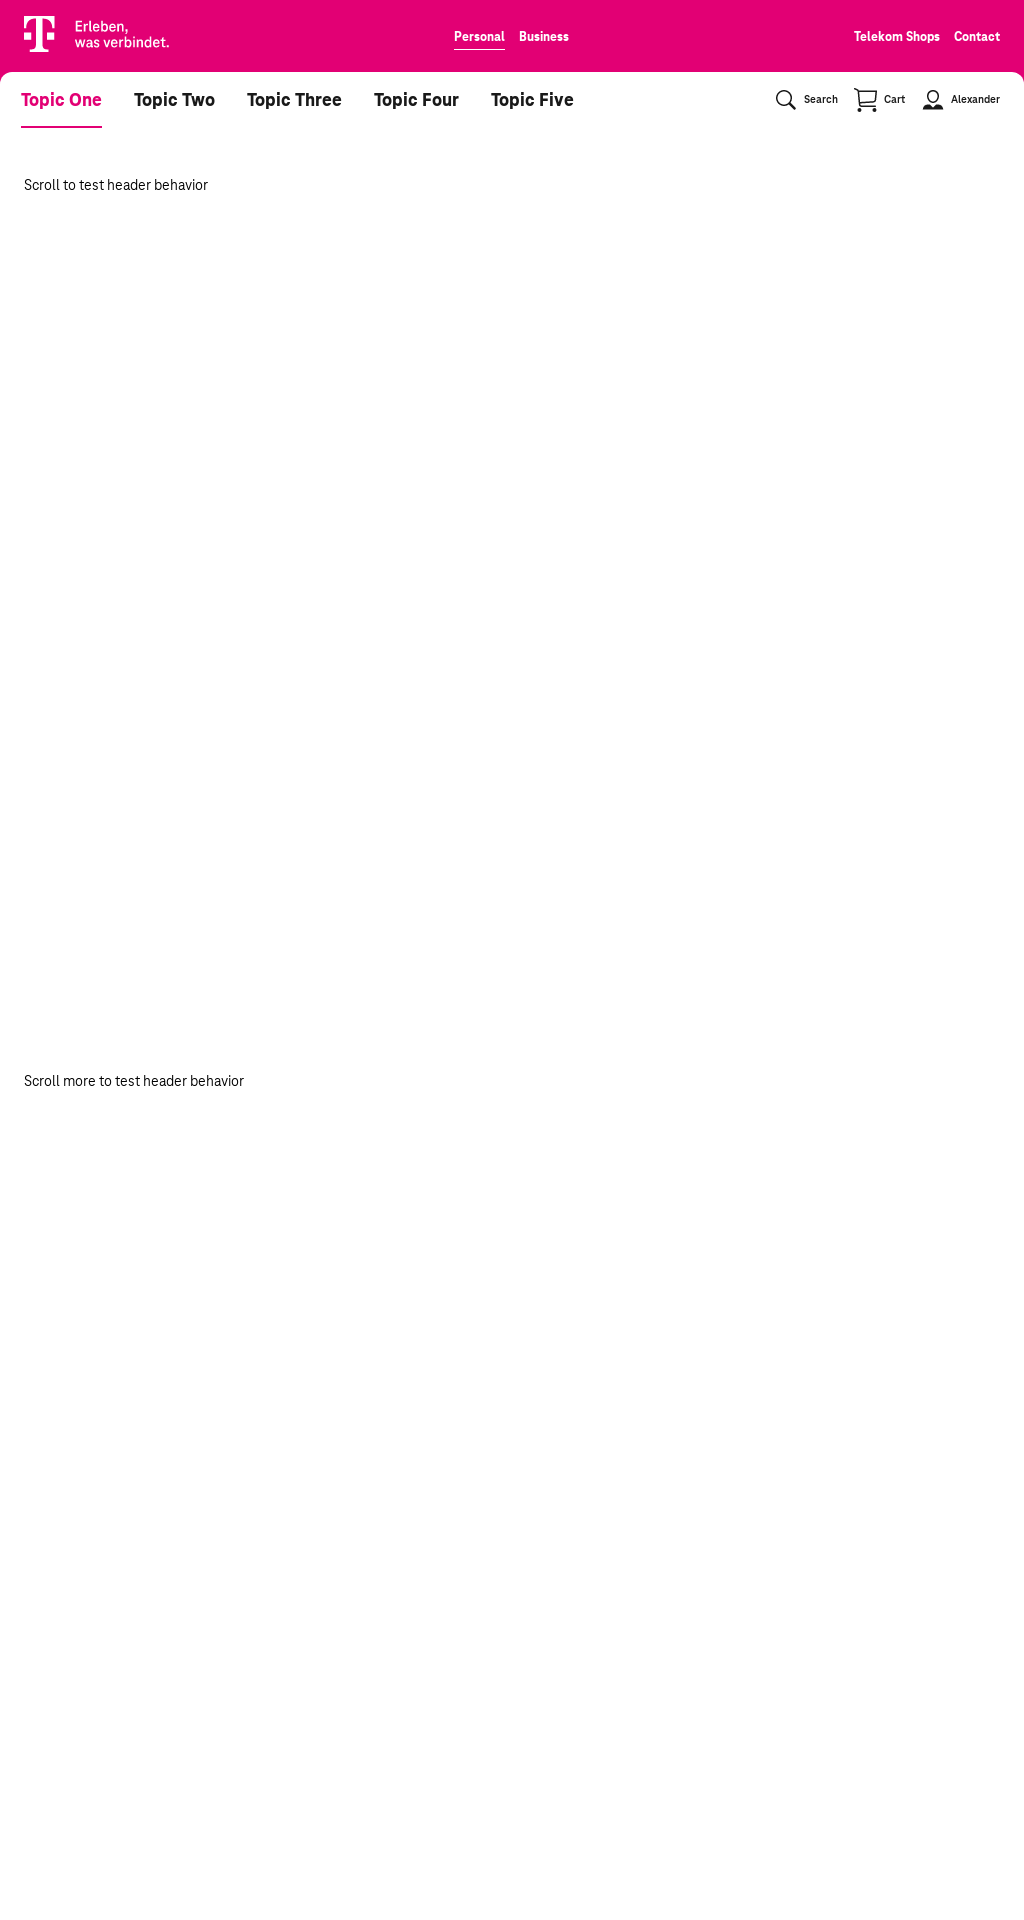 Erleben,
was verbindet.
Personal Business
Telekom Shops Contact
Topic One Topic Two Topic Three Topic Four Topic Five
Search Cart Alexander
Scroll to test header behavior
Scroll more to test header behavior